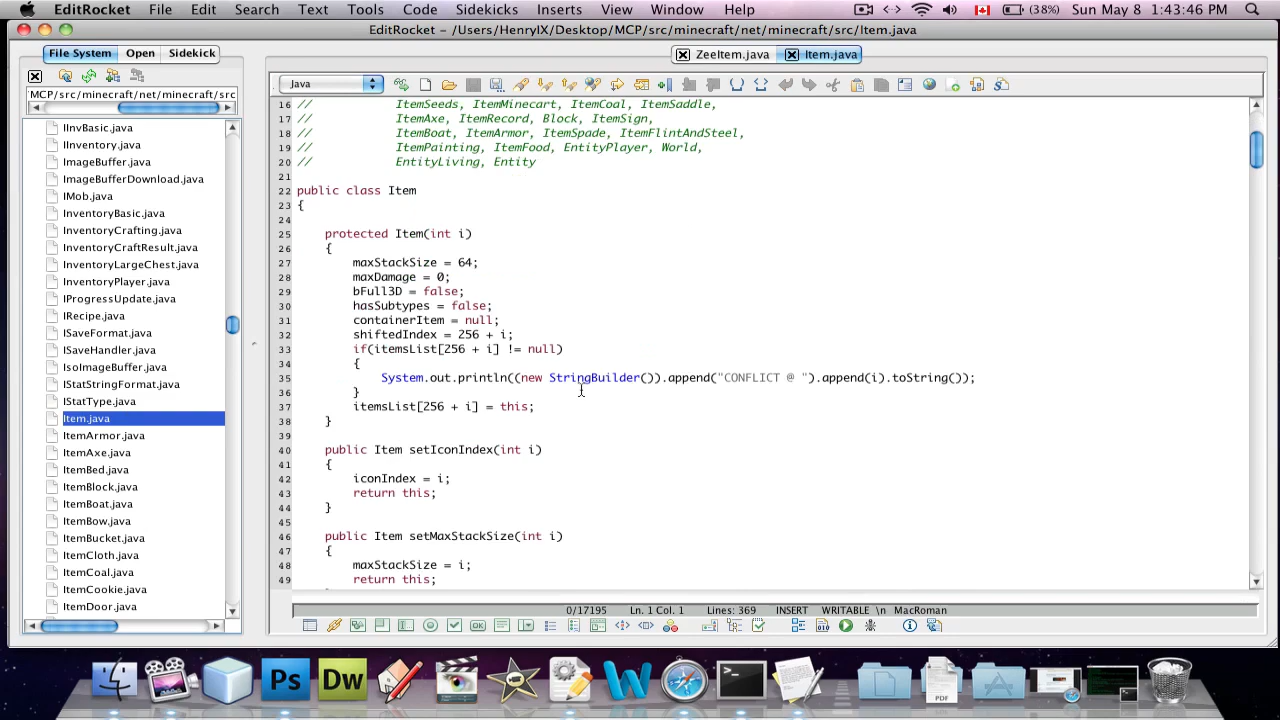 EditRocket File Edit Search Text Tools Code Sidekicks Inserts View Window Help (38%) Sun May 8 1:43:46 PM
EditRocket – /Users/HenryIX/Desktop/MCP/src/minecraft/net/minecraft/src/Item.java
File System Open Sidekick
ZeeItem.java Item.java
Java
MCP/src/minecraft/net/minecraft/src
IInvBasic.java
IInventory.java
ImageBuffer.java
ImageBufferDownload.java
IMob.java
InventoryBasic.java
InventoryCrafting.java
InventoryCraftResult.java
InventoryLargeChest.java
InventoryPlayer.java
IProgressUpdate.java
IRecipe.java
ISaveFormat.java
ISaveHandler.java
IsoImageBuffer.java
IStatStringFormat.java
IStatType.java
Item.java
ItemArmor.java
ItemAxe.java
ItemBed.java
ItemBlock.java
ItemBoat.java
ItemBow.java
ItemBucket.java
ItemCloth.java
ItemCoal.java
ItemCookie.java
ItemDoor.java
16 // ItemSeeds, ItemMinecart, ItemCoal, ItemSaddle,
17 // ItemAxe, ItemRecord, Block, ItemSign,
18 // ItemBoat, ItemArmor, ItemSpade, ItemFlintAndSteel,
19 // ItemPainting, ItemFood, EntityPlayer, World,
20 // EntityLiving, Entity
21
22 public class Item
23 {
24
25 protected Item(int i)
26 {
27 maxStackSize = 64;
28 maxDamage = 0;
29 bFull3D = false;
30 hasSubtypes = false;
31 containerItem = null;
32 shiftedIndex = 256 + i;
33 if(itemsList[256 + i] != null)
34 {
35 System.out.println((new StringBuilder()).append("CONFLICT @ ").append(i).toString());
36 }
37 itemsList[256 + i] = this;
38 }
39
40 public Item setIconIndex(int i)
41 {
42 iconIndex = i;
43 return this;
44 }
45
46 public Item setMaxStackSize(int i)
47 {
48 maxStackSize = i;
49 return this;
0/17195 Ln. 1 Col. 1 Lines: 369 INSERT WRITABLE \n MacRoman
Ps Dw W PDF